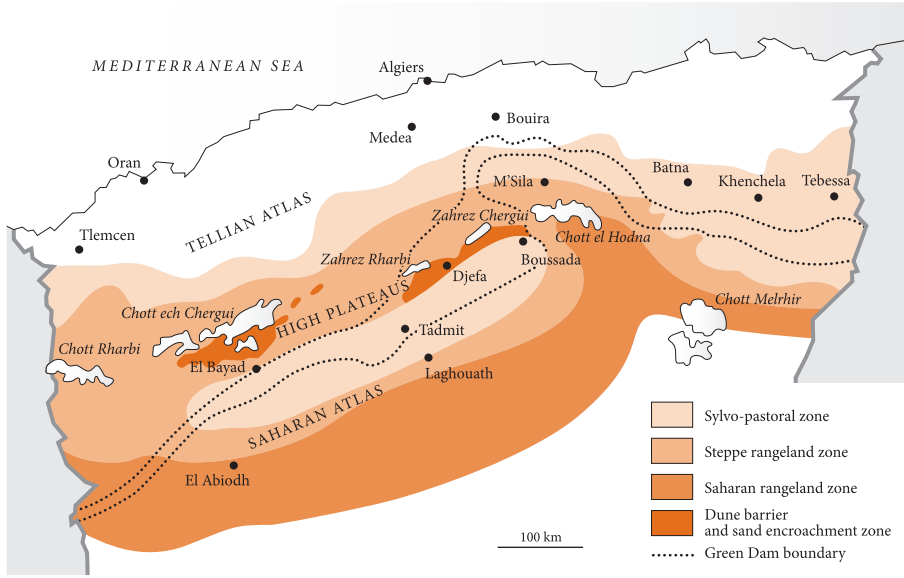 MEDITERRANEAN SEA
Algiers
Bouira
Medea
Oran
Batna
M'Sila
Khenchela
Tebessa
TELLIAN ATLAS
Zahrez Chergui
Tlemcen
Chott el Hodna
Zahrez Rharbi
Boussada
Djefa
Chott Melrhir
Chott ech Chergui
HIGH PLATEAUS
Tadmit
Chott Rharbi
El Bayad
Laghouath
SAHARAN ATLAS
El Abiodh
Sylvo-pastoral zone
Steppe rangeland zone
Saharan rangeland zone
Dune barrier
and sand encroachment zone
Green Dam boundary
100 km